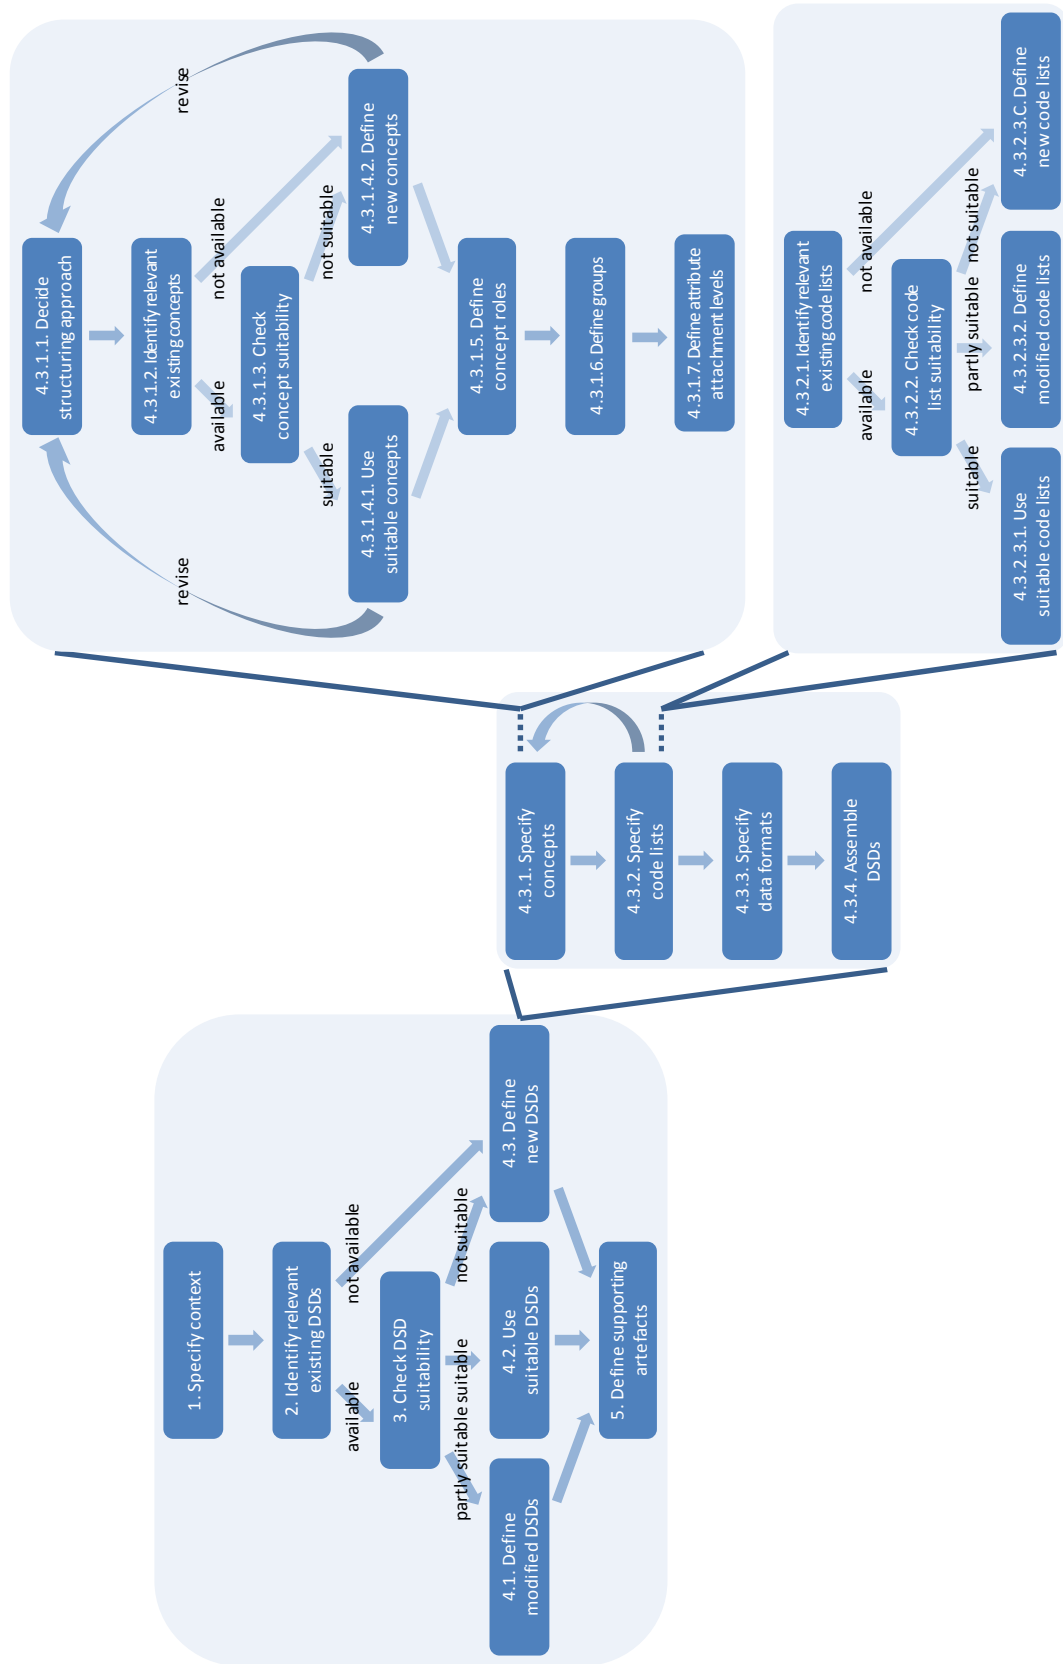 1. Specify context
2. Identify relevant
existing DSDs
available
not available
3. Check DSD
suitability
partly suitable
suitable
not suitable
4.1. Define
modified DSDs
4.2. Use
suitable DSDs
4.3. Define
new DSDs
5. Define supporting
artefacts
4.3.1. Specify
concepts
4.3.2. Specify
code lists
4.3.3. Specify
data formats
4.3.4. Assemble
DSDs
4.3.1.1. Decide
structuring approach
revise
revise
4.3.1.2. Identify relevant
existing concepts
available
not available
4.3.1.3. Check
concept suitability
suitable
not suitable
4.3.1.4.1. Use
suitable concepts
4.3.1.4.2. Define
new concepts
4.3.1.5. Define
concept roles
4.3.1.6. Define groups
4.3.1.7. Define attribute
attachment levels
4.3.2.1. Identify relevant
existing code lists
available
not available
4.3.2.2. Check code
list suitability
suitable
partly suitable
not suitable
4.3.2.3.1. Use
suitable code lists
4.3.2.3.2. Define
modified code lists
4.3.2.3.C. Define
new code lists